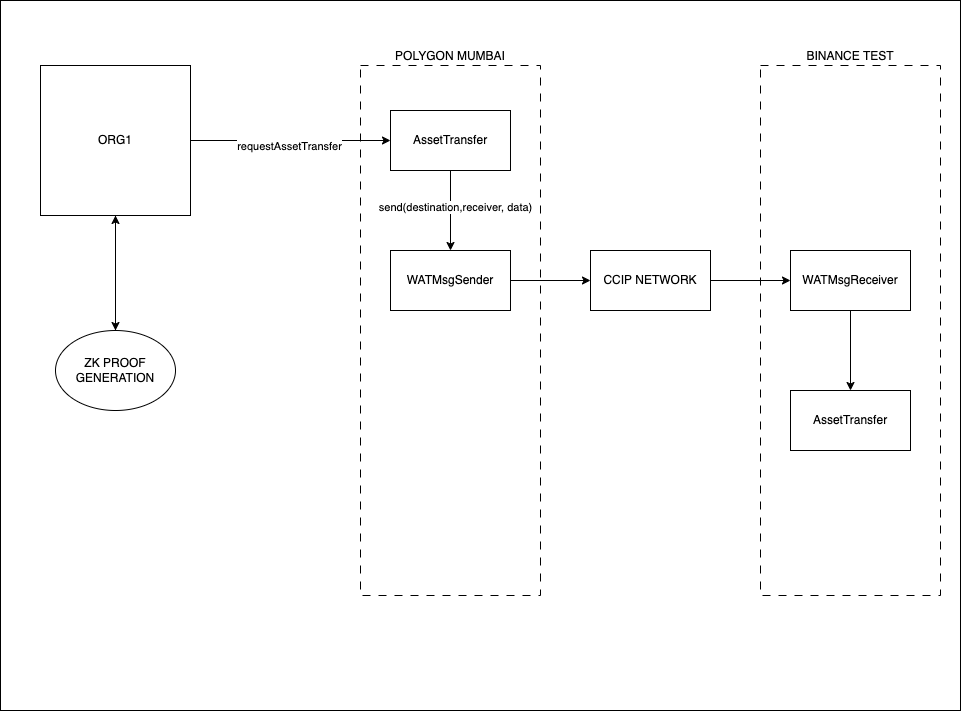 POLYGON MUMBAI
BINANCE TEST
ORG1
requestAssetTransfer
AssetTransfer
send(destination,receiver, data)
WATMsgSender
CCIP NETWORK
WATMsgReceiver
ZK PROOF
GENERATION
AssetTransfer